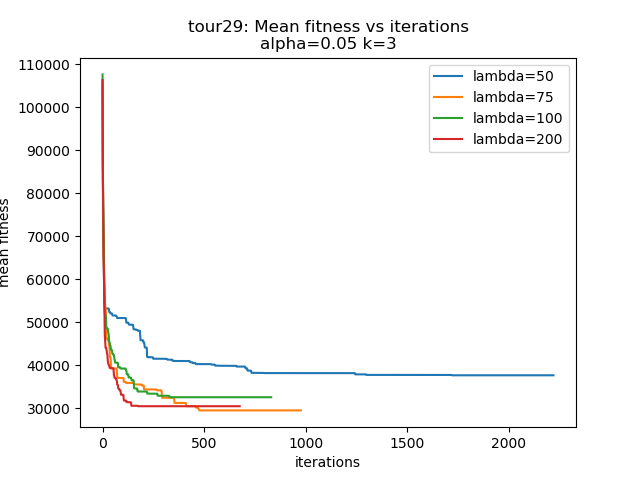 tour29: Mean fitness vs iterations
alpha=0.05 k=3
110000
100000
90000
80000
70000
60000
50000
40000
30000
mean fitness
lambda=50
lambda=75
lambda=100
lambda=200
0
500
1000
1500
2000
iterations